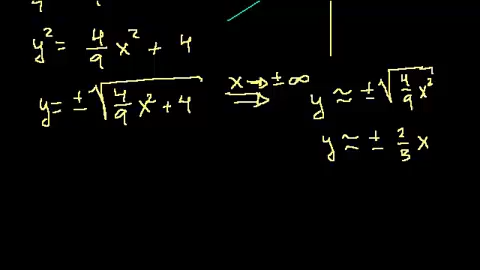 y² = 4/9 x² + 4
y = ±√(4/9 x² + 4)
x → ±∞
⇒
y ≈ ±√(4/9 x²)
y ≈ ± 2/3 x